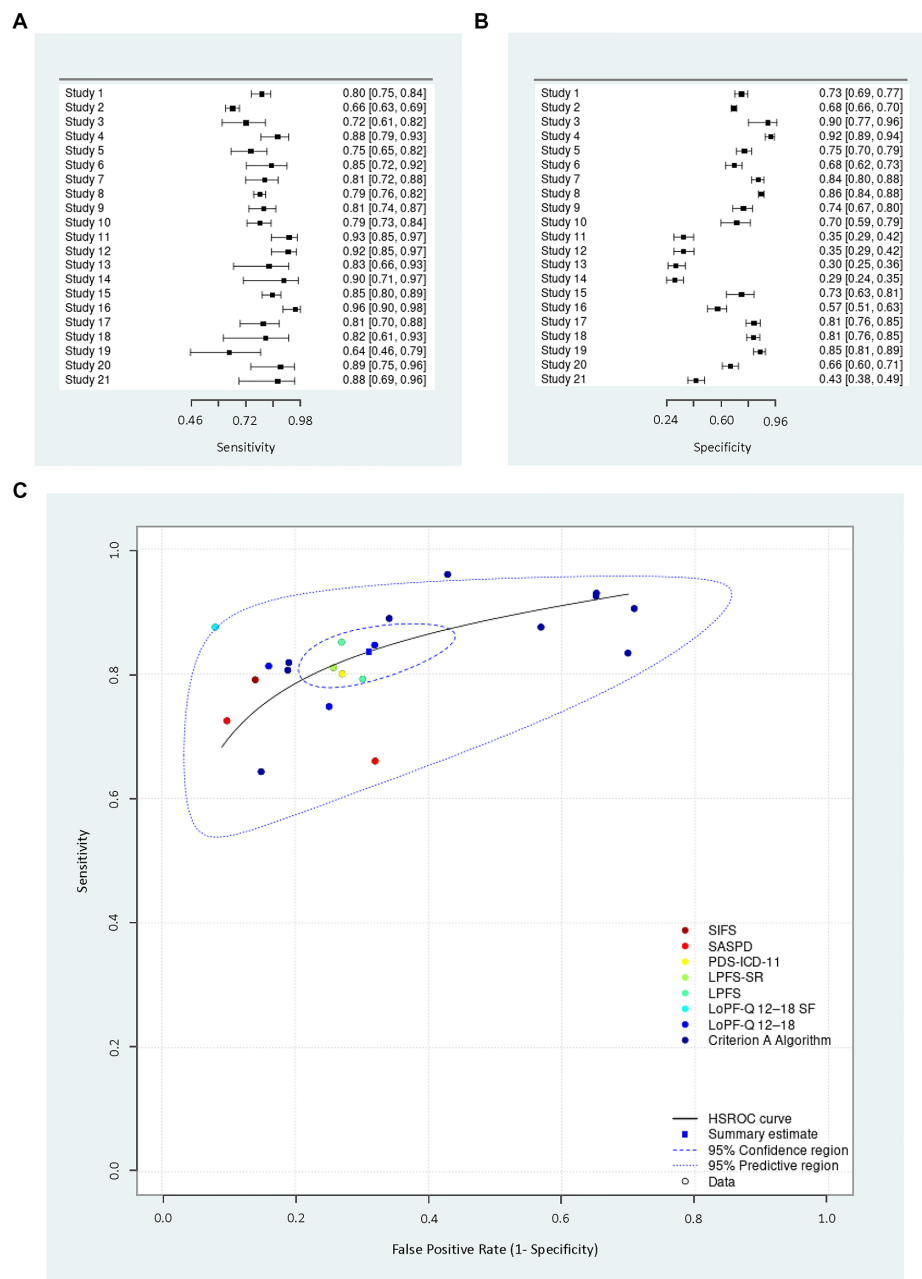 A
Study 1 0.80 [0.75, 0.84]
Study 2 0.66 [0.63, 0.69]
Study 3 0.72 [0.61, 0.82]
Study 4 0.88 [0.79, 0.93]
Study 5 0.75 [0.65, 0.82]
Study 6 0.85 [0.72, 0.92]
Study 7 0.81 [0.72, 0.88]
Study 8 0.79 [0.76, 0.82]
Study 9 0.81 [0.74, 0.87]
Study 10 0.79 [0.73, 0.84]
Study 11 0.93 [0.85, 0.97]
Study 12 0.92 [0.85, 0.97]
Study 13 0.83 [0.66, 0.93]
Study 14 0.90 [0.71, 0.97]
Study 15 0.85 [0.80, 0.89]
Study 16 0.96 [0.90, 0.98]
Study 17 0.81 [0.70, 0.88]
Study 18 0.82 [0.61, 0.93]
Study 19 0.64 [0.46, 0.79]
Study 20 0.89 [0.75, 0.96]
Study 21 0.88 [0.69, 0.96]
0.46 0.72 0.98
Sensitivity
B
Study 1 0.73 [0.69, 0.77]
Study 2 0.68 [0.66, 0.70]
Study 3 0.90 [0.77, 0.96]
Study 4 0.92 [0.89, 0.94]
Study 5 0.75 [0.70, 0.79]
Study 6 0.68 [0.62, 0.73]
Study 7 0.84 [0.80, 0.88]
Study 8 0.86 [0.84, 0.88]
Study 9 0.74 [0.67, 0.80]
Study 10 0.70 [0.59, 0.79]
Study 11 0.35 [0.29, 0.42]
Study 12 0.35 [0.29, 0.42]
Study 13 0.30 [0.25, 0.36]
Study 14 0.29 [0.24, 0.35]
Study 15 0.73 [0.63, 0.81]
Study 16 0.57 [0.51, 0.63]
Study 17 0.81 [0.76, 0.85]
Study 18 0.81 [0.76, 0.85]
Study 19 0.85 [0.81, 0.89]
Study 20 0.66 [0.60, 0.71]
Study 21 0.43 [0.38, 0.49]
0.24 0.60 0.96
Specificity
C
1.0
0.8
0.6
0.4
0.2
0.0
Sensitivity
SIFS
SASPD
PDS-ICD-11
LPFS-SR
LPFS
LoPF-Q 12–18 SF
LoPF-Q 12–18
Criterion A Algorithm
HSROC curve
Summary estimate
95% Confidence region
95% Predictive region
Data
0.0 0.2 0.4 0.6 0.8 1.0
False Positive Rate (1- Specificity)